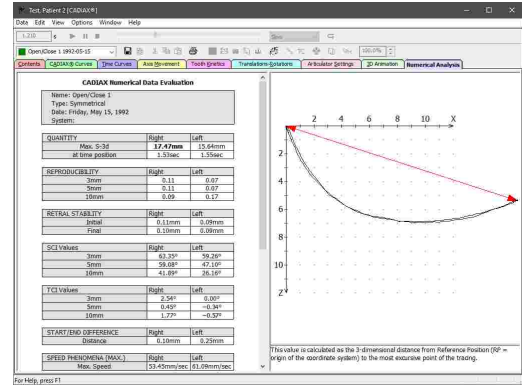 Test, Patient 2 [CADIAX®]
Data Edit View Options Window Help
1.210 s
Slow
Open/Close 1 1992-05-15
100.0%
Contents CADIAX® Curves Time Curves Axis Movement Tooth Kinetics Translations-Rotations Articulator Settings 3D Animation Numerical Analysis
CADIAX Numerical Data Evaluation
Name: Open/Close 1
Type: Symmetrical
Date: Friday, May 15, 1992
System:
QUANTITY Right Left
Max. S-3d 17.47mm 15.64mm
at time position 1.53sec 1.55sec
REPRODUCIBILITY Right Left
3mm 0.11 0.07
5mm 0.11 0.07
10mm 0.09 0.17
RETRAL STABILITY Right Left
Initial 0.11mm 0.09mm
Final 0.10mm 0.09mm
SCI Values Right Left
3mm 63.35º 59.26º
5mm 59.08º 47.10º
10mm 41.89º 26.16º
TCI Values Right Left
3mm 2.54º 0.00º
5mm 0.45º -0.34º
10mm 1.77º -0.57º
START/END DIFFERENCE Right Left
Distance 0.10mm 0.25mm
SPEED PHENOMENA (MAX.) Right Left
Max. Speed 53.45mm/sec 61.09mm/sec
2 4 6 8 10 X
2
4
6
8
10
Z
This value is calculated as the 3-dimensional distance from Reference Position (RP =
origin of the coordinate system) to the most excursive point of the tracing.
For Help, press F1